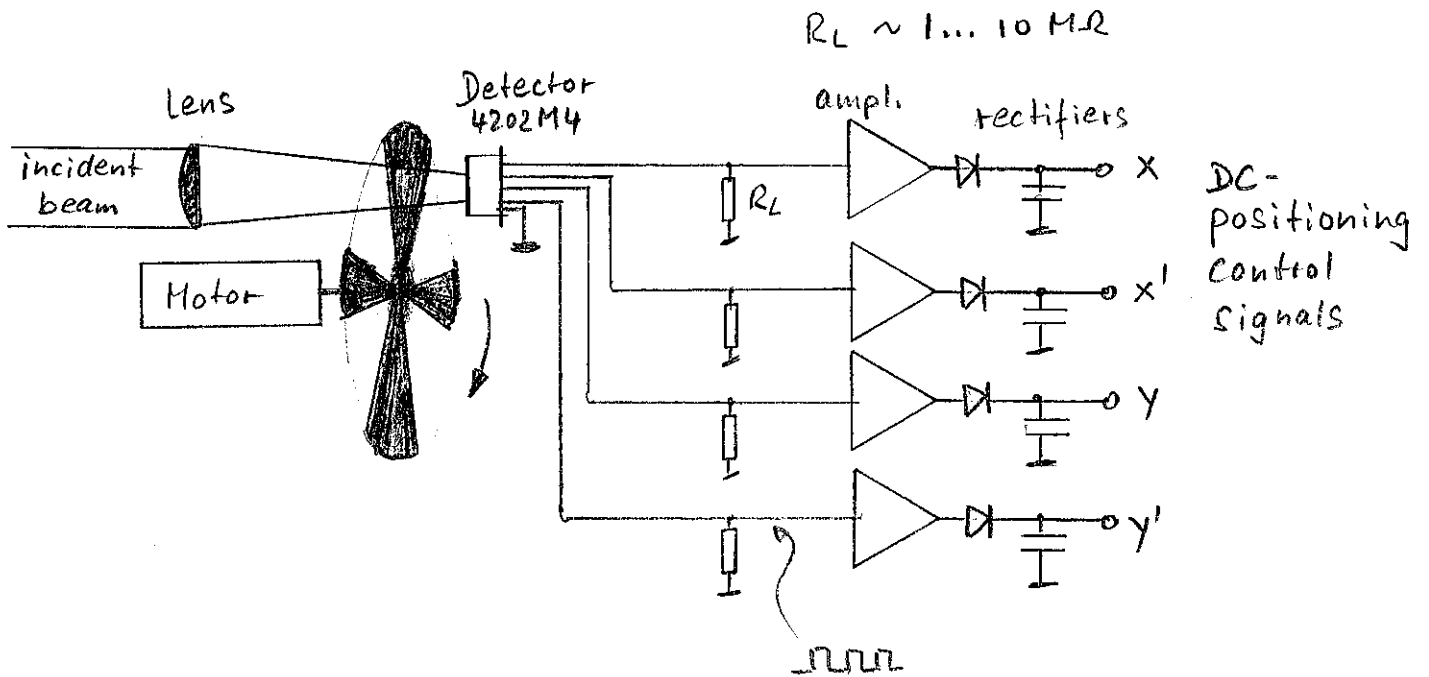 R_L ~ 1... 10 MΩ
Lens
Detector
4202M4
ampl.
rectifiers
incident
beam
R_L
X
DC-
positioning
control
signals
Motor
X'
Y
Y'